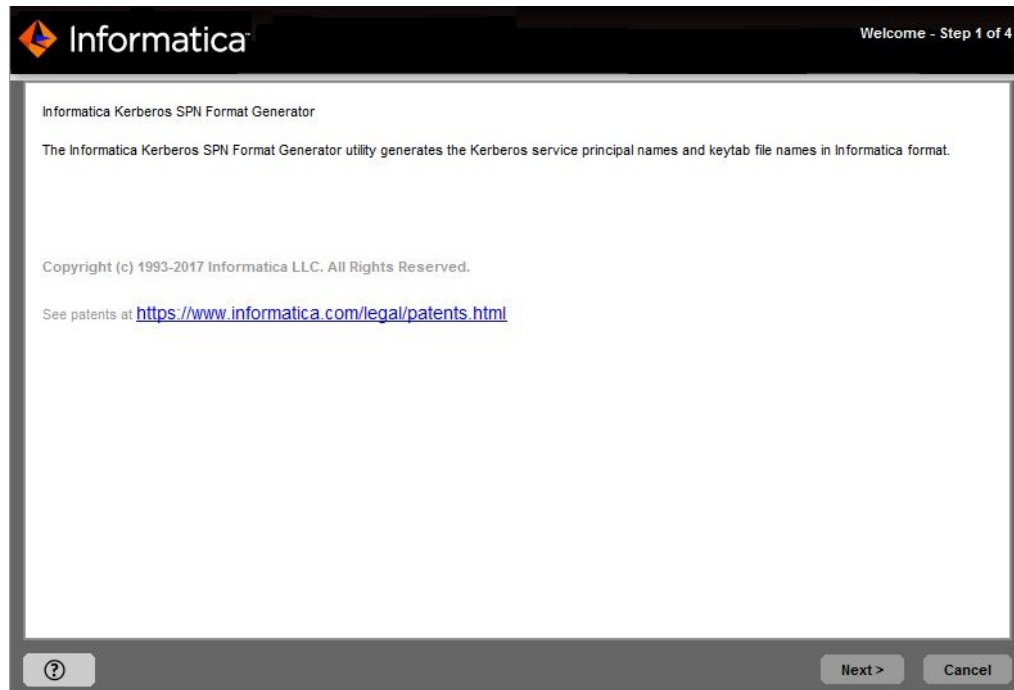 Informatica™
Welcome - Step 1 of 4
Informatica Kerberos SPN Format Generator
The Informatica Kerberos SPN Format Generator utility generates the Kerberos service principal names and keytab file names in Informatica format.
Copyright (c) 1993-2017 Informatica LLC. All Rights Reserved.
See patents at https://www.informatica.com/legal/patents.html
?
Next >
Cancel